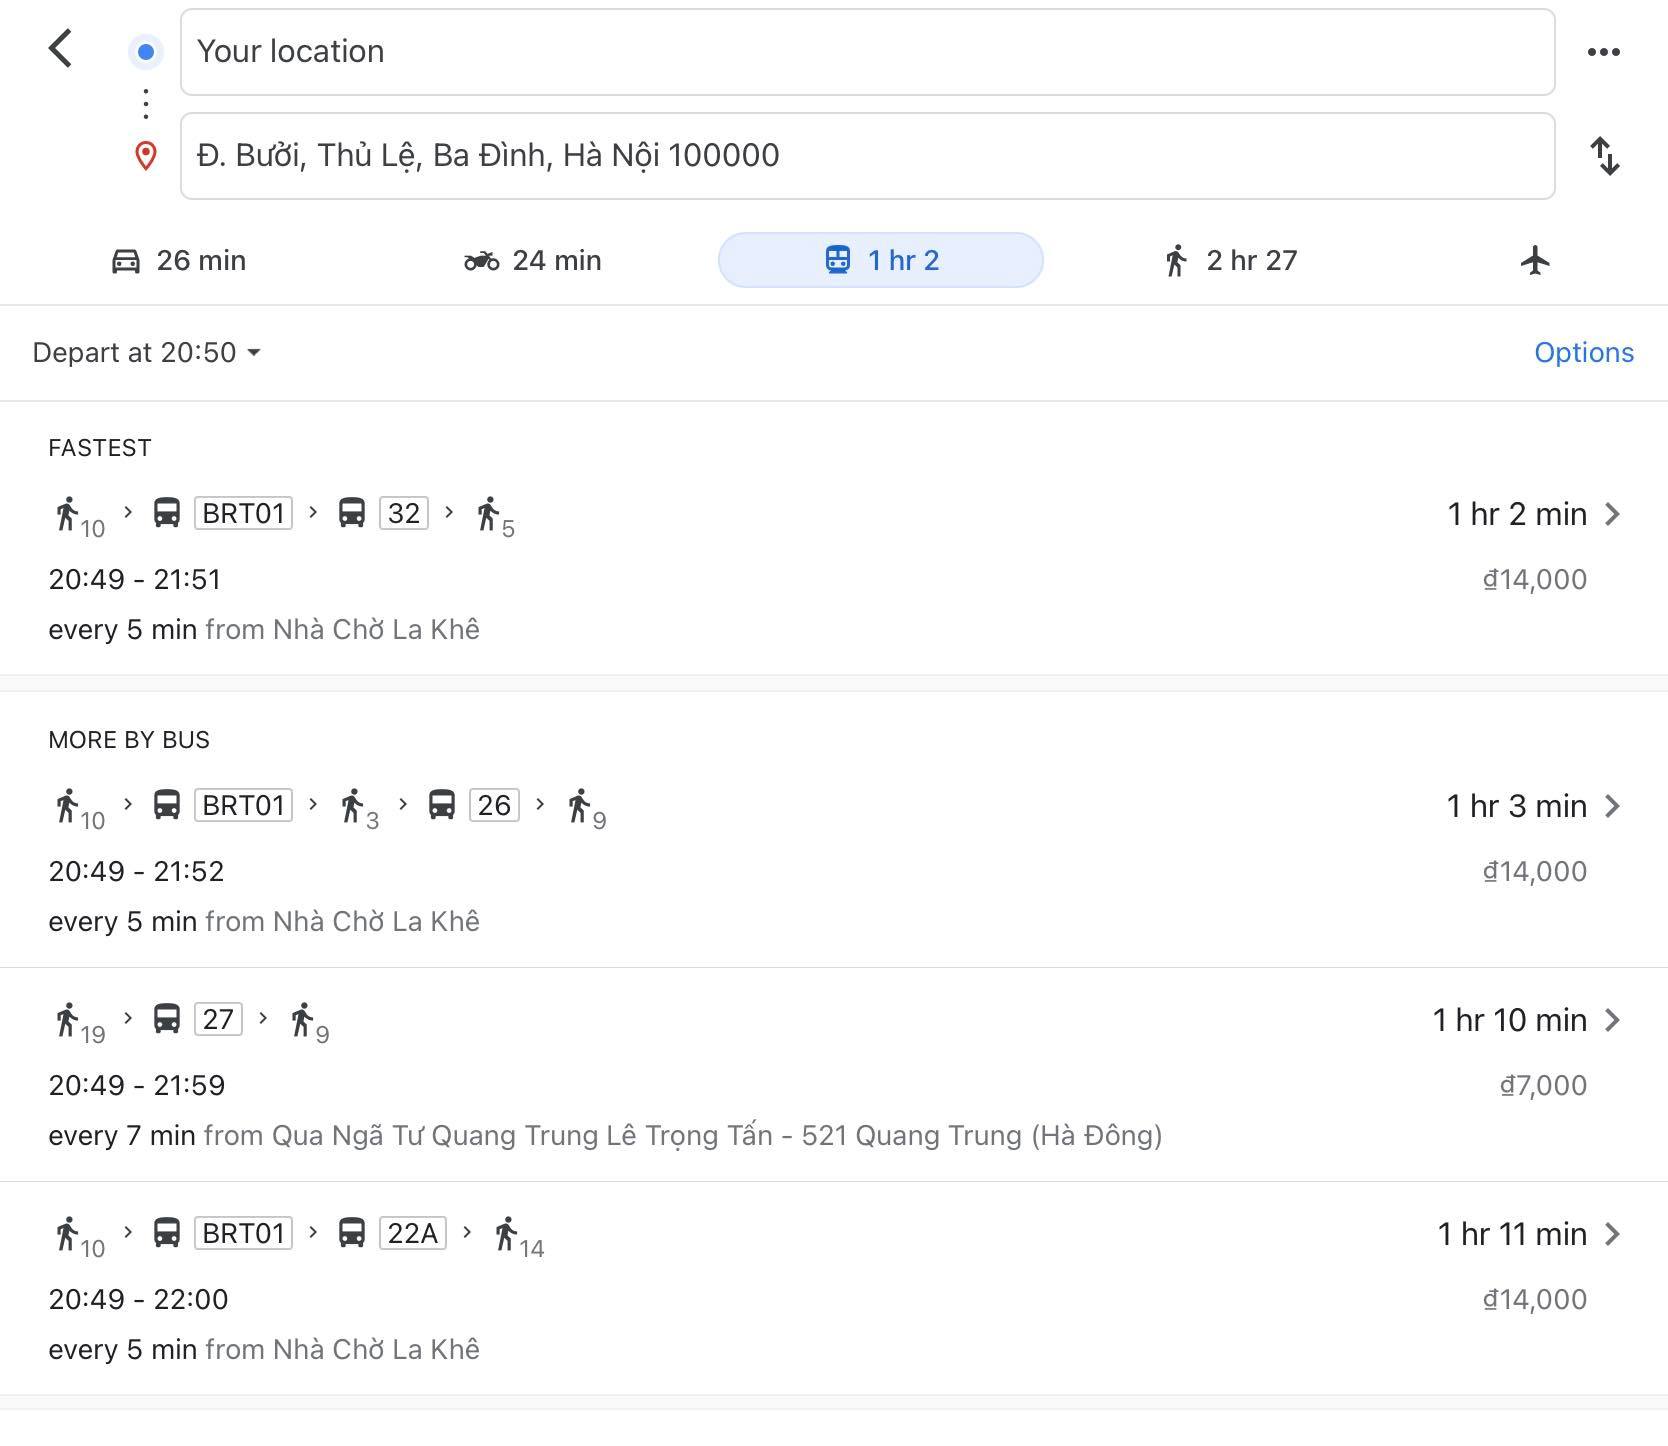 Your location
Đ. Bưởi, Thủ Lệ, Ba Đình, Hà Nội 100000
26 min 24 min 1 hr 2 2 hr 27
Depart at 20:50 Options
FASTEST
10 BRT01 32 5 1 hr 2 min
20:49 - 21:51 ₫14,000
every 5 min from Nhà Chờ La Khê
MORE BY BUS
10 BRT01 3 26 9 1 hr 3 min
20:49 - 21:52 ₫14,000
every 5 min from Nhà Chờ La Khê
19 27 9 1 hr 10 min
20:49 - 21:59 ₫7,000
every 7 min from Qua Ngã Tư Quang Trung Lê Trọng Tấn - 521 Quang Trung (Hà Đông)
10 BRT01 22A 14 1 hr 11 min
20:49 - 22:00 ₫14,000
every 5 min from Nhà Chờ La Khê